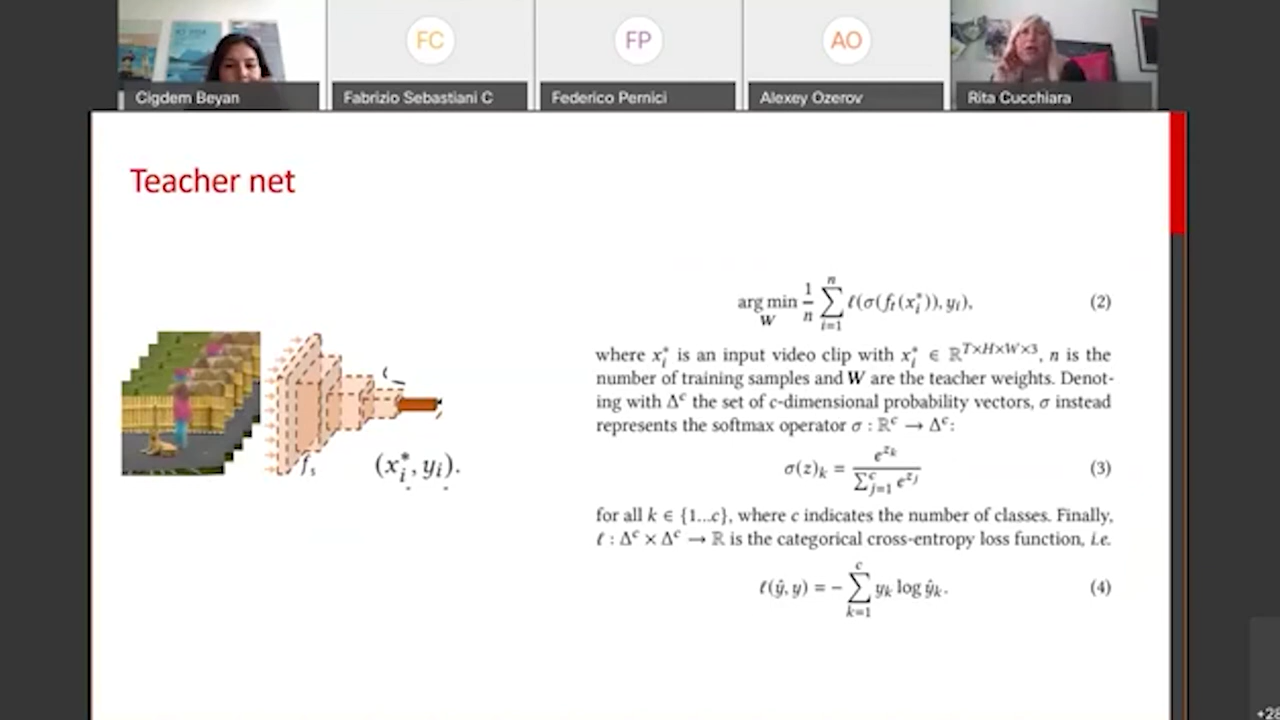 FC
FP
AO
Cigdem Beyan
Fabrizio Sebastiani C
Federico Pernici
Alexey Ozerov
Rita Cucchiara
Teacher net
f_s
(x_i^*, y_i).
arg min_W 1/n ∑_{i=1}^n ℓ(σ(f_t(x_i^*)), y_i), (2)
where x_i^* is an input video clip with x_i^* ∈ ℝ^{T×H×W×3}, n is the
number of training samples and W are the teacher weights. Denot-
ing with Δ^c the set of c-dimensional probability vectors, σ instead
represents the softmax operator σ : ℝ^c → Δ^c:
σ(z)_k = e^{z_k} / ∑_{j=1}^c e^{z_j} (3)
for all k ∈ {1...c}, where c indicates the number of classes. Finally,
ℓ : Δ^c × Δ^c → ℝ is the categorical cross-entropy loss function, i.e.
ℓ(ŷ, y) = − ∑_{k=1}^c y_k log ŷ_k. (4)